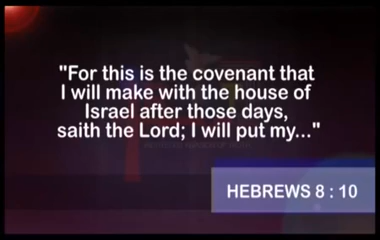 "For this is the covenant that
I will make with the house of
Israel after those days,
saith the Lord; I will put my..."
HEBREWS 8 : 10